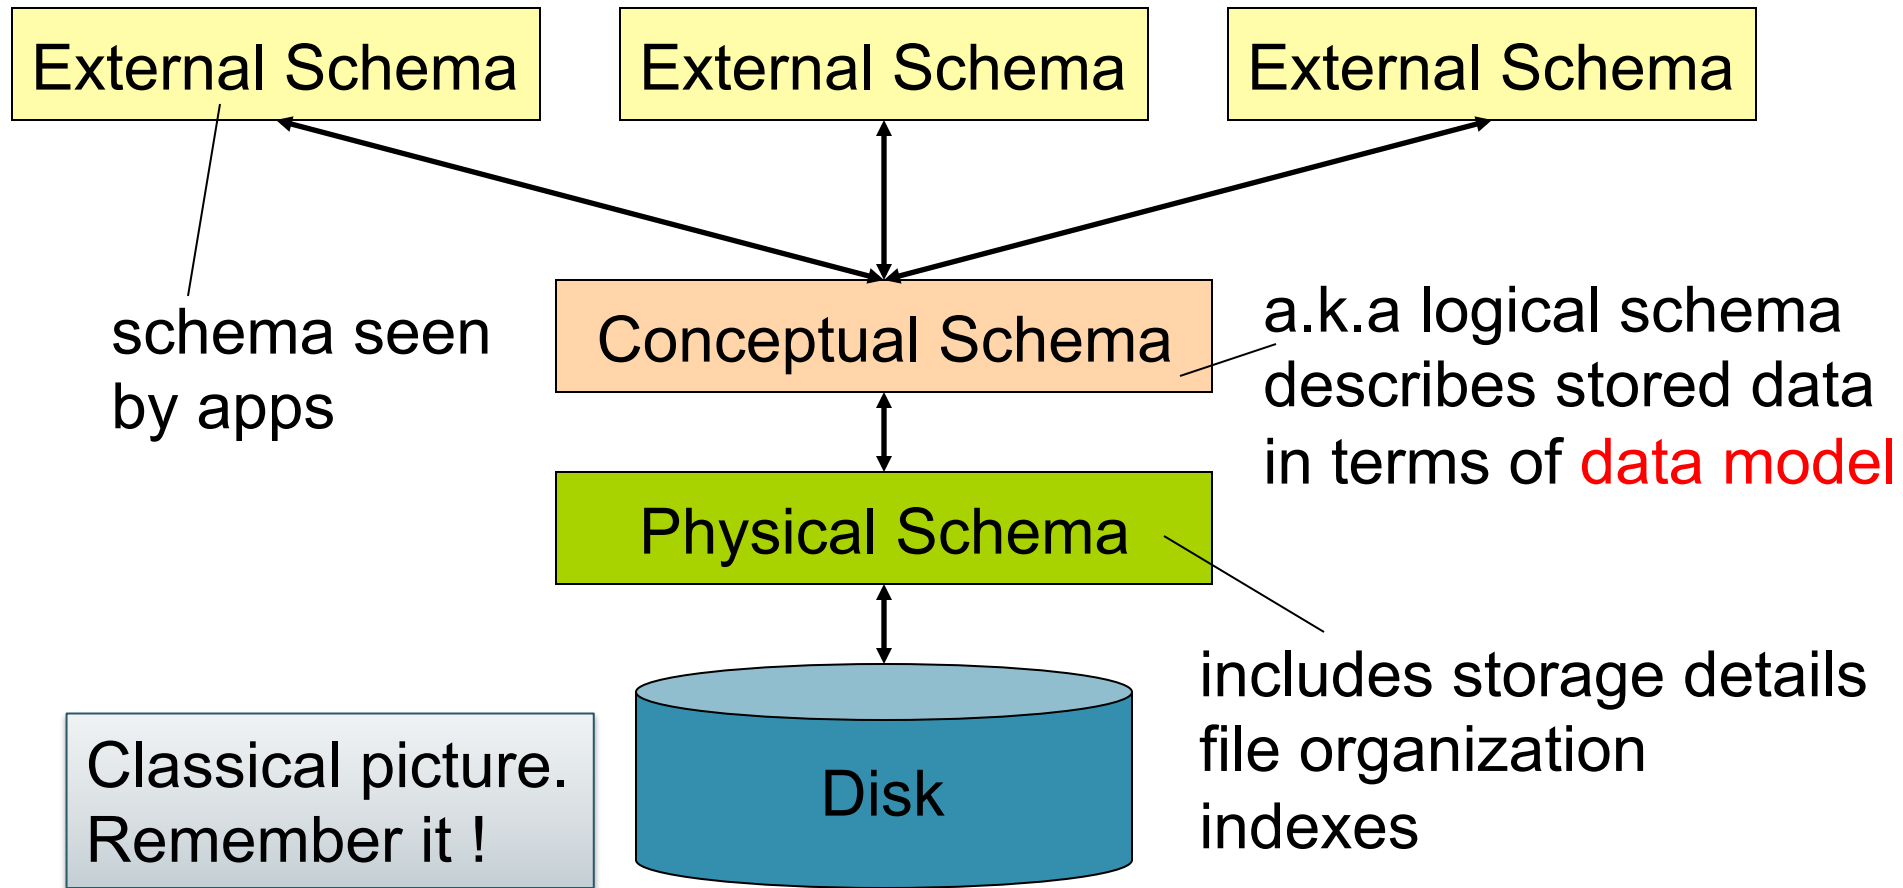 External Schema
External Schema
External Schema
schema seen
by apps
Conceptual Schema
a.k.a logical schema
describes stored data
in terms of data model
Physical Schema
includes storage details
file organization
indexes
Disk
Classical picture.
Remember it !